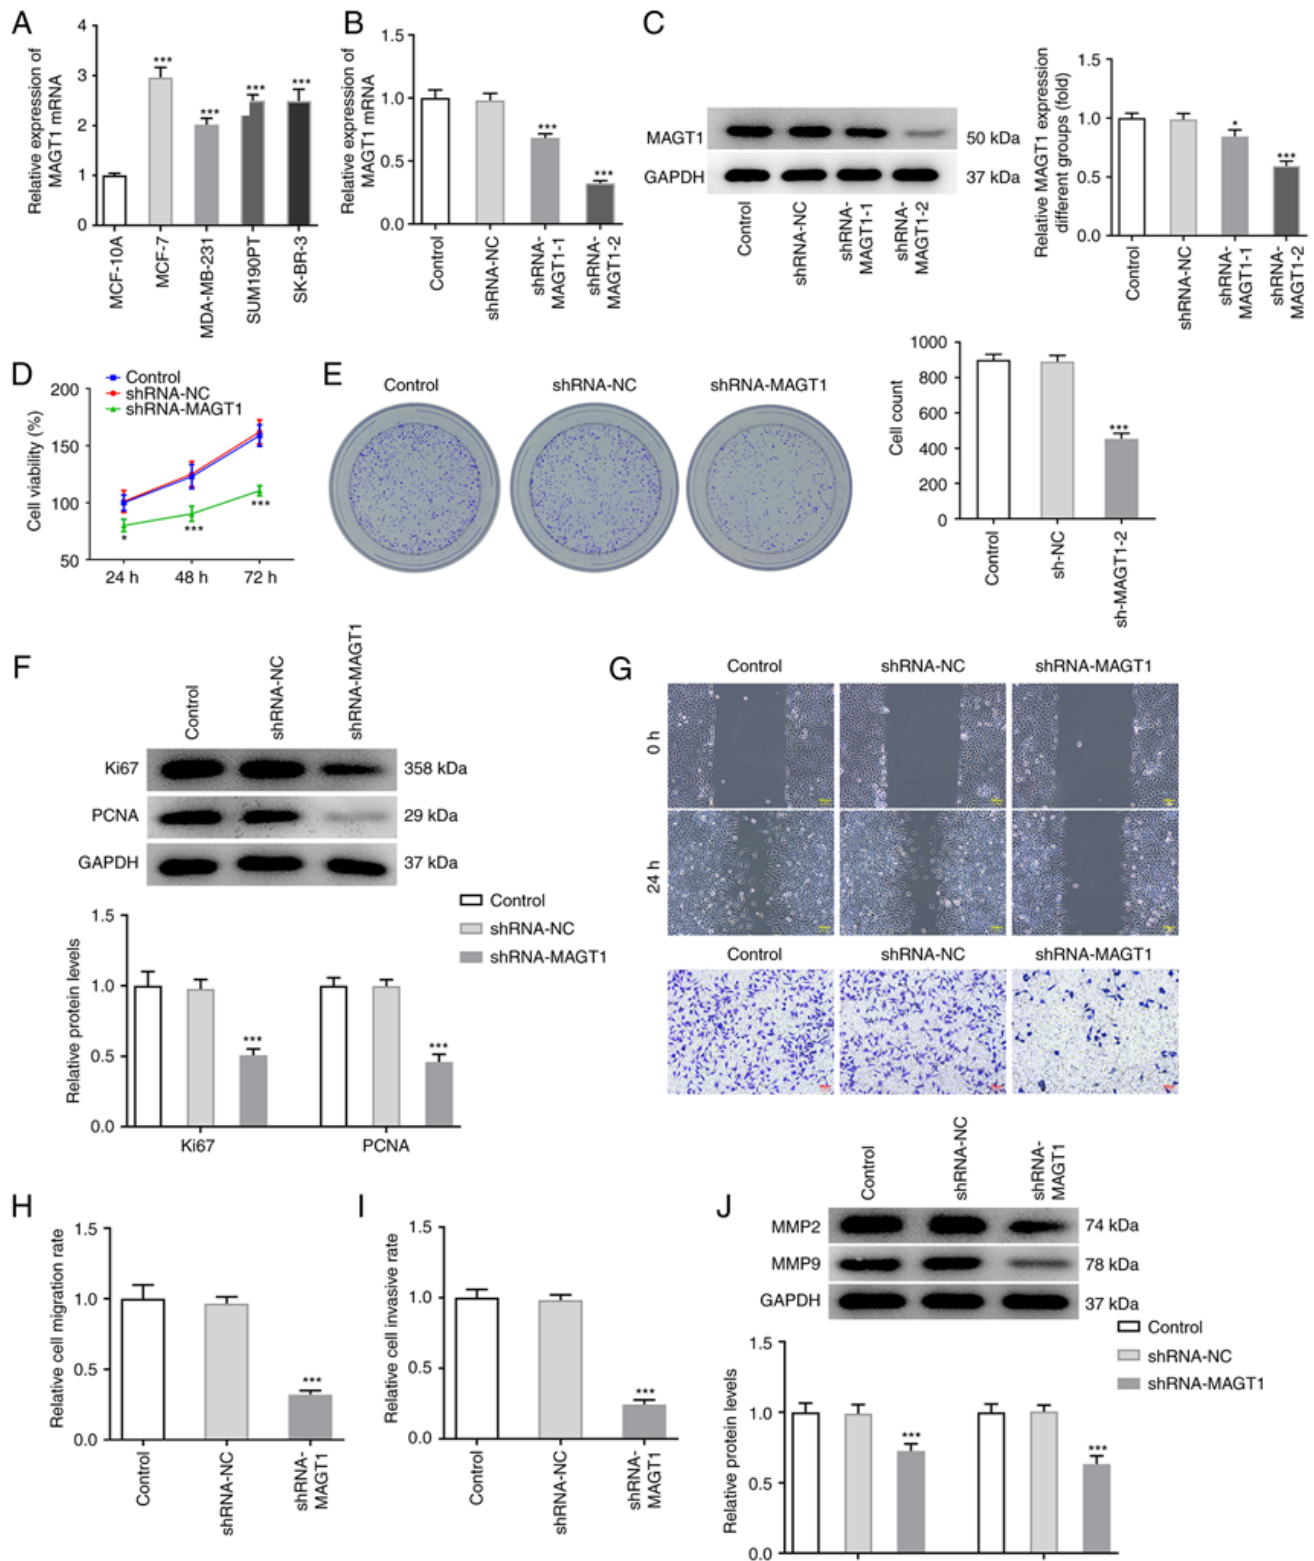 A
Relative expression of
MAGT1 mRNA
4
3
2
1
0
***
***
***
***
MCF-10A
MCF-7
MDA-MB-231
SUM190PT
SK-BR-3
B
Relative expression of
MAGT1 mRNA
1.5
1.0
0.5
0.0
***
***
Control
shRNA-NC
shRNA-
MAGT1-1
shRNA-
MAGT1-2
C
MAGT1
50 kDa
GAPDH
37 kDa
Control
shRNA-NC
shRNA-
MAGT1-1
shRNA-
MAGT1-2
Relative MAGT1 expression
different groups (fold)
1.5
1.0
0.5
0.0
*
***
Control
shRNA-NC
shRNA-
MAGT1-1
shRNA-
MAGT1-2
D
Control
shRNA-NC
shRNA-MAGT1
Cell viability (%)
200
150
100
50
*
***
***
24 h
48 h
72 h
E
Control
shRNA-NC
shRNA-MAGT1
Cell count
1000
800
600
400
200
0
***
Control
sh-NC
sh-MAGT1-2
F
Control
shRNA-NC
shRNA-MAGT1
Ki67
358 kDa
PCNA
29 kDa
GAPDH
37 kDa
Control
shRNA-NC
shRNA-MAGT1
Relative protein levels
1.5
1.0
0.5
0.0
***
***
Ki67
PCNA
G
Control
shRNA-NC
shRNA-MAGT1
0 h
24 h
Control
shRNA-NC
shRNA-MAGT1
H
Relative cell migration rate
1.5
1.0
0.5
0.0
***
Control
shRNA-NC
shRNA-
MAGT1
I
Relative cell invasive rate
1.5
1.0
0.5
0.0
***
Control
shRNA-NC
shRNA-
MAGT1
J
Control
shRNA-NC
shRNA-
MAGT1
MMP2
74 kDa
MMP9
78 kDa
GAPDH
37 kDa
Control
shRNA-NC
shRNA-MAGT1
Relative protein levels
1.5
1.0
0.5
0.0
***
***